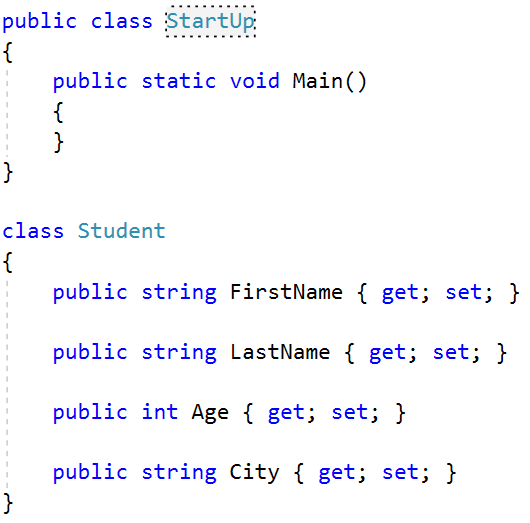 public class StartUp
{
    public static void Main()
    {
    }
}
class Student
{
    public string FirstName { get; set; }
    public string LastName { get; set; }
    public int Age { get; set; }
    public string City { get; set; }
}